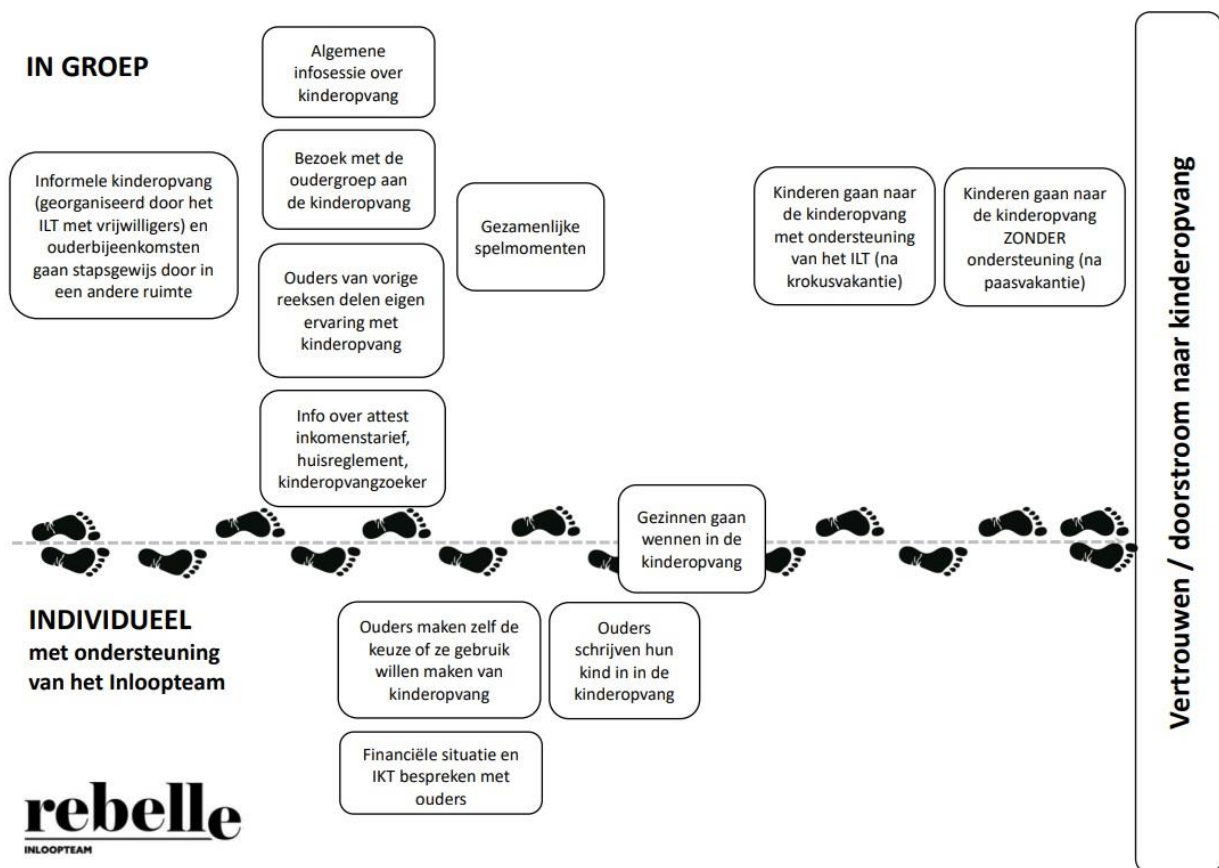 IN GROEP
Algemene
infosessie over
kinderopvang
Informele kinderopvang
(georganiseerd door het
ILT met vrijwilligers) en
ouderbijeenkomsten
gaan stapsgewijs door in
een andere ruimte
Bezoek met de
oudergroep aan
de kinderopvang
Ouders van vorige
reeksen delen eigen
ervaring met
kinderopvang
Info over attest
inkomenstarief,
huisreglement,
kinderopvangzoeker
Gezamenlijke
spelmomenten
Kinderen gaan naar
de kinderopvang
met ondersteuning
van het ILT (na
krokusvakantie)
Kinderen gaan naar
de kinderopvang
ZONDER
ondersteuning (na
paasvakantie)
Gezinnen gaan
wennen in de
kinderopvang
INDIVIDUEEL
met ondersteuning
van het Inloopteam
Ouders maken zelf de
keuze of ze gebruik
willen maken van
kinderopvang
Ouders
schrijven hun
kind in in de
kinderopvang
Financiële situatie en
IKT bespreken met
ouders
Vertrouwen / doorstroom naar kinderopvang
rebelle
INLOOPTEAM